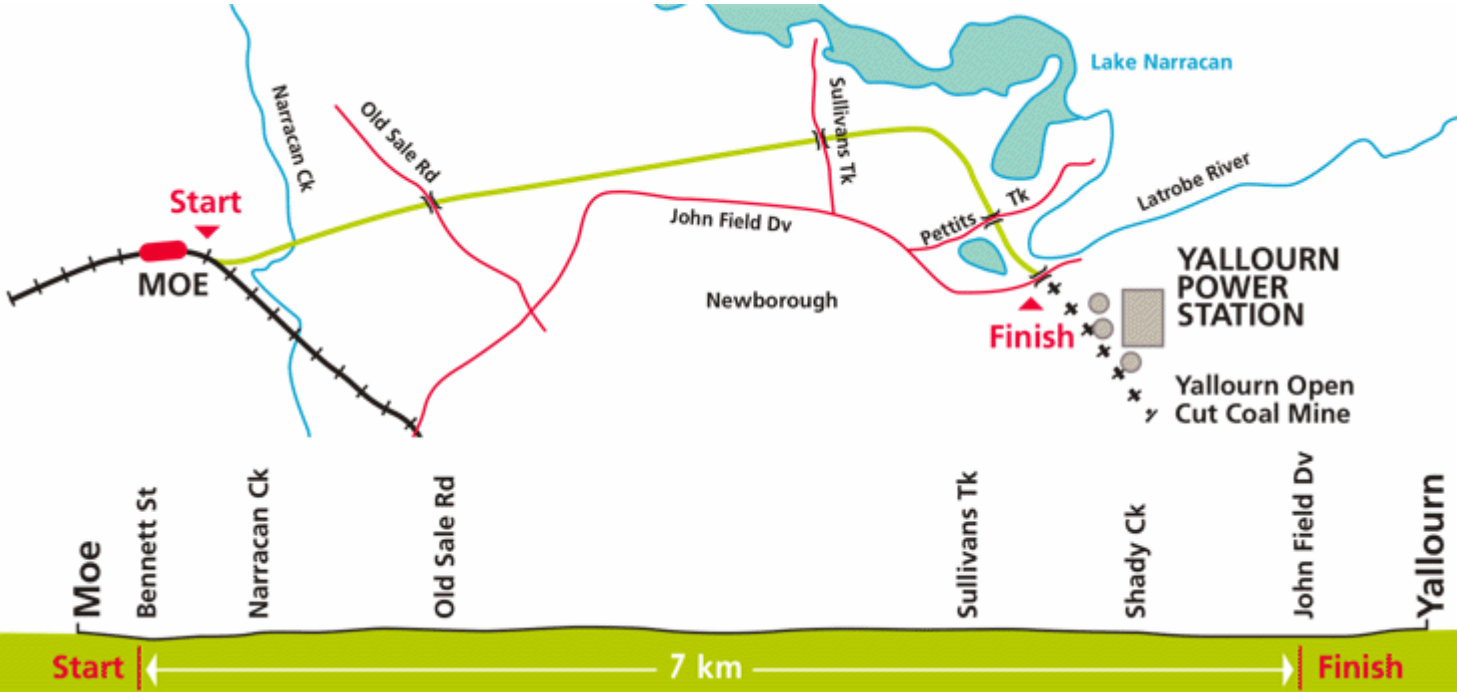 Lake Narracan
Narracan Ck
Old Sale Rd
Sullivans Tk
Start
MOE
John Field Dv
Pettits Tk
Latrobe River
Newborough
Finish
YALLOURN
POWER
STATION
Yallourn Open
Cut Coal Mine
Moe
Bennett St
Narracan Ck
Old Sale Rd
Sullivans Tk
Shady Ck
John Field Dv
Yallourn
Start
7 km
Finish